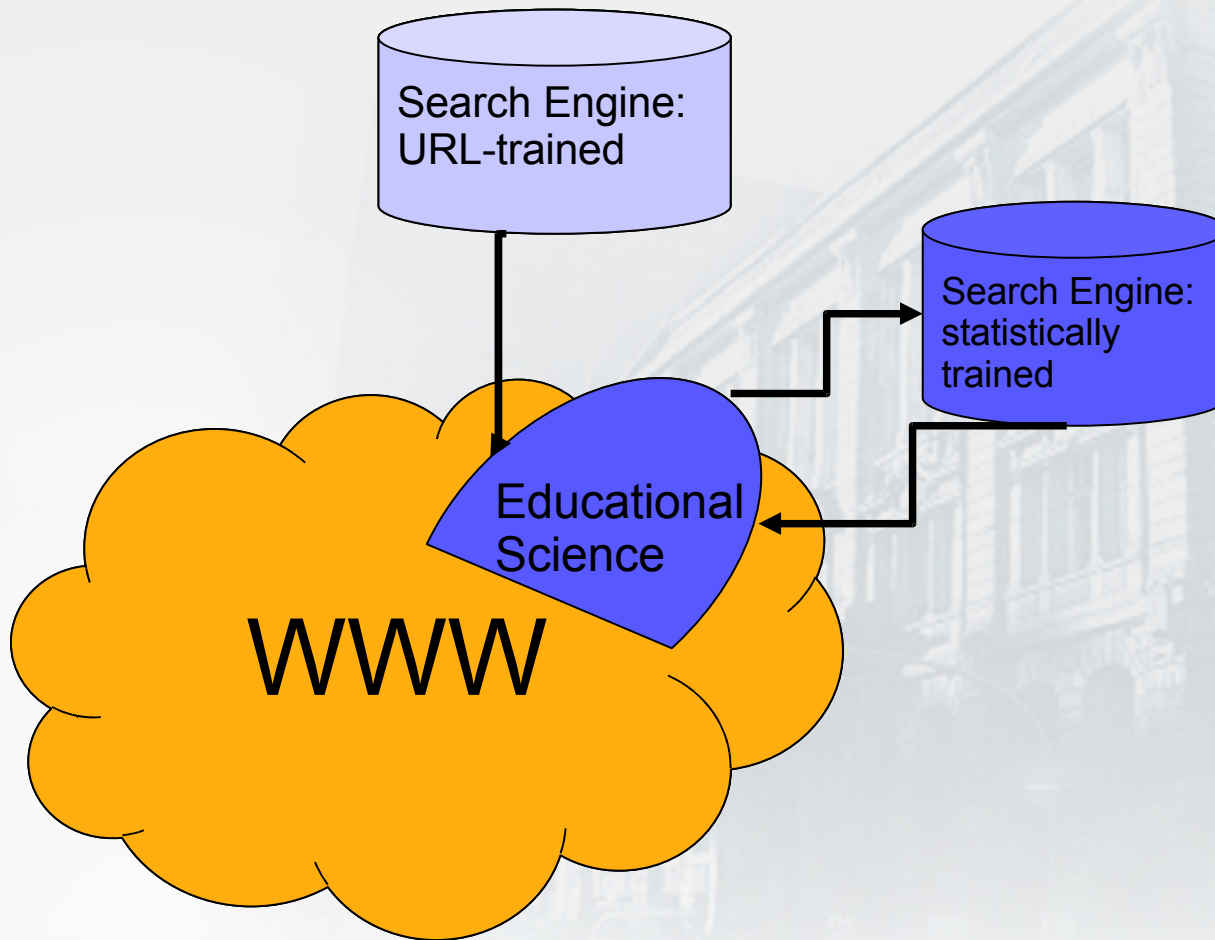 Search Engine:
URL-trained
Search Engine:
statistically
trained
Educational
Science
WWW